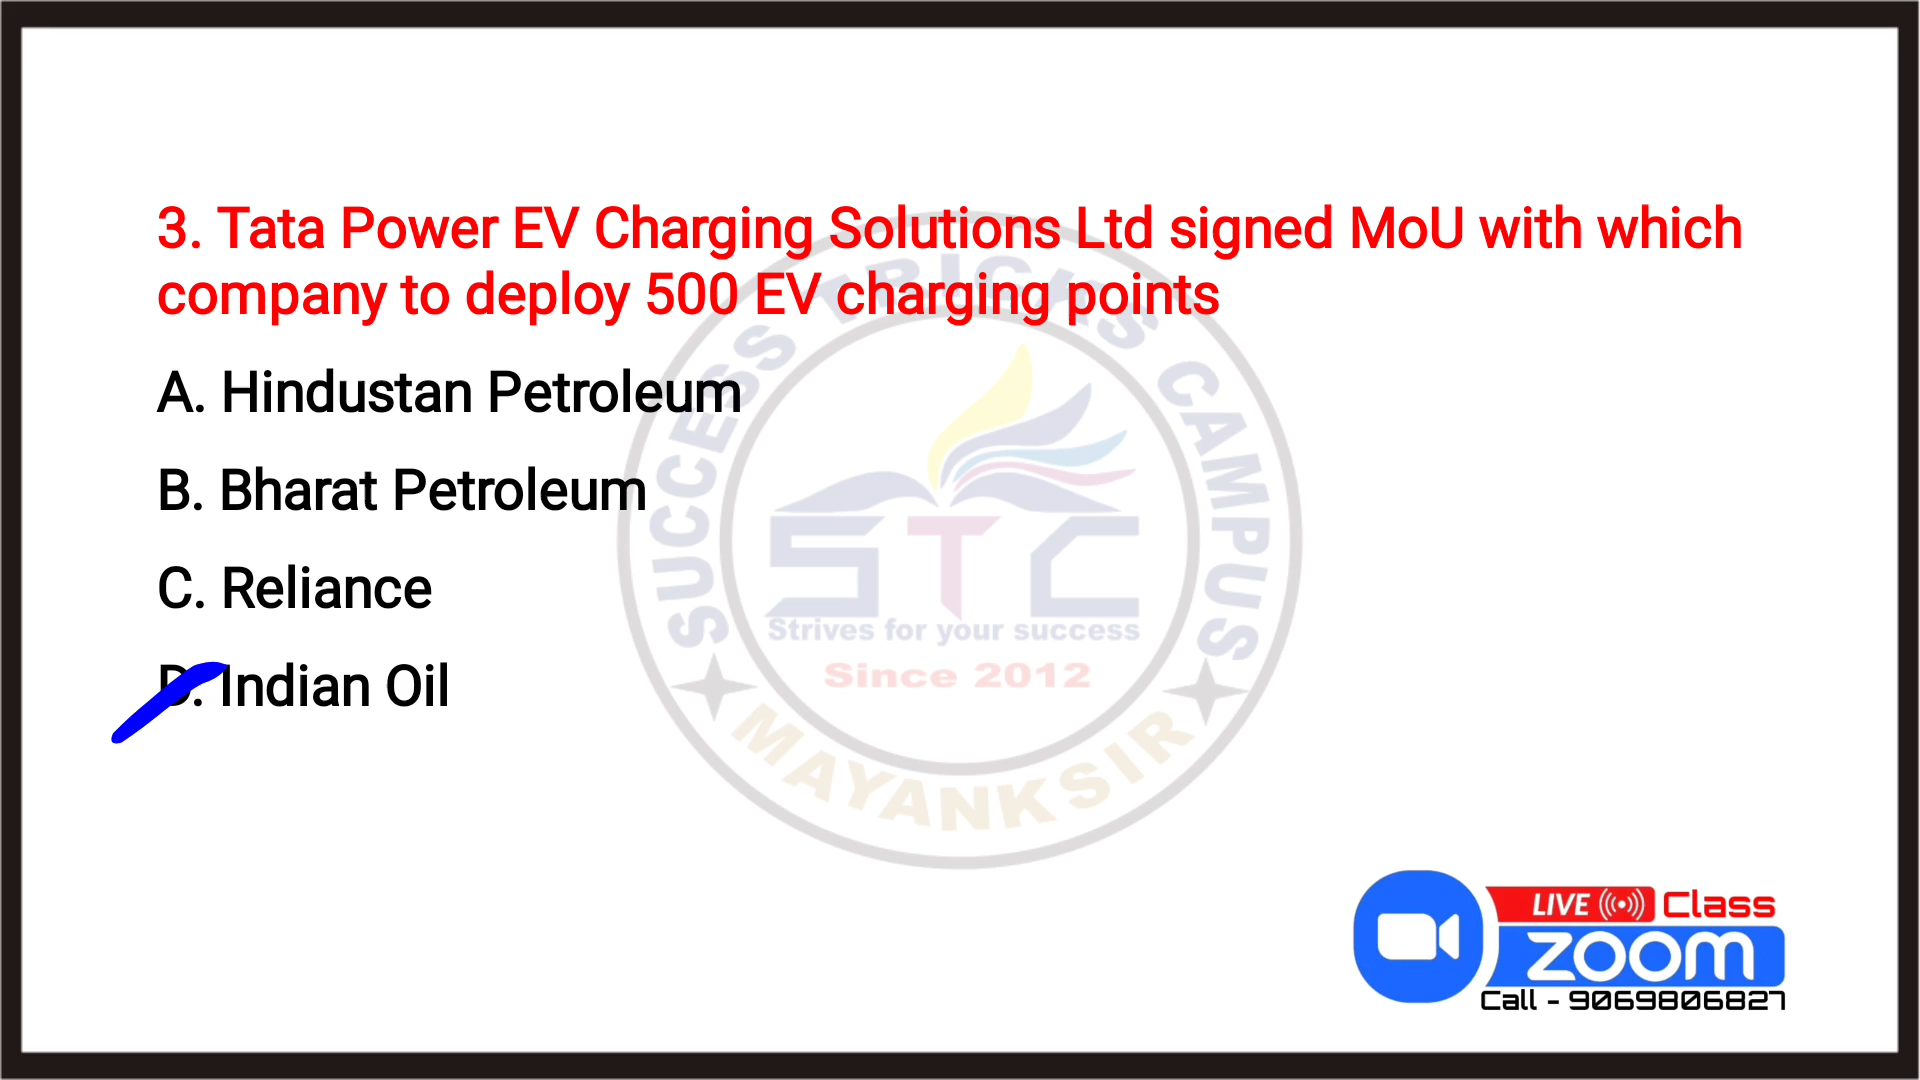 3. Tata Power EV Charging Solutions Ltd signed MoU with which
company to deploy 500 EV charging points
A. Hindustan Petroleum
B. Bharat Petroleum
C. Reliance
D. Indian Oil
SUCCESS TRICKS CAMPUS
STC
Strives for your success
Since 2012
MAYANKSIR
LIVE Class
zoom
Call - 9069806827